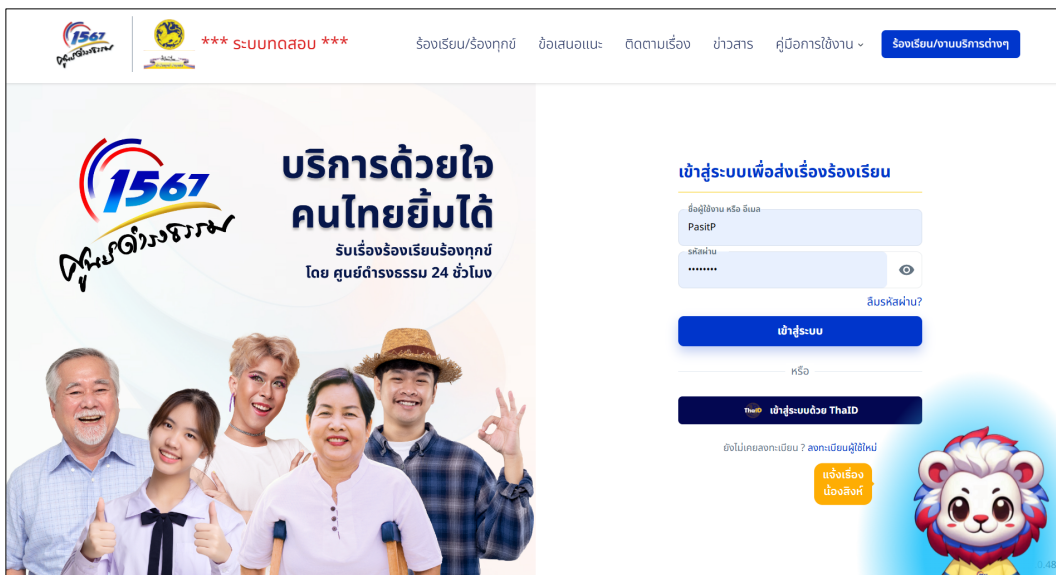 1567
ศูนย์ดำรงธรรม
*** ระบบทดสอบ ***
ร้องเรียน/ร้องทุกข์
ข้อเสนอแนะ
ติดตามเรื่อง
ข่าวสาร
คู่มือการใช้งาน
ร้องเรียน/งานบริการต่างๆ
1567
ศูนย์ดำรงธรรม
บริการด้วยใจ
คนไทยยิ้มได้
รับเรื่องร้องเรียนร้องทุกข์
โดย ศูนย์ดำรงธรรม 24 ชั่วโมง
เข้าสู่ระบบเพื่อส่งเรื่องร้องเรียน
ชื่อผู้ใช้งาน หรือ อีเมล
PasitP
รหัสผ่าน
••••••••
ลืมรหัสผ่าน?
เข้าสู่ระบบ
หรือ
ThaID เข้าสู่ระบบด้วย ThaID
ยังไม่เคยลงทะเบียน ? ลงทะเบียนผู้ใช้ใหม่
แจ้งเรื่อง
น้องสิงห์
0.48